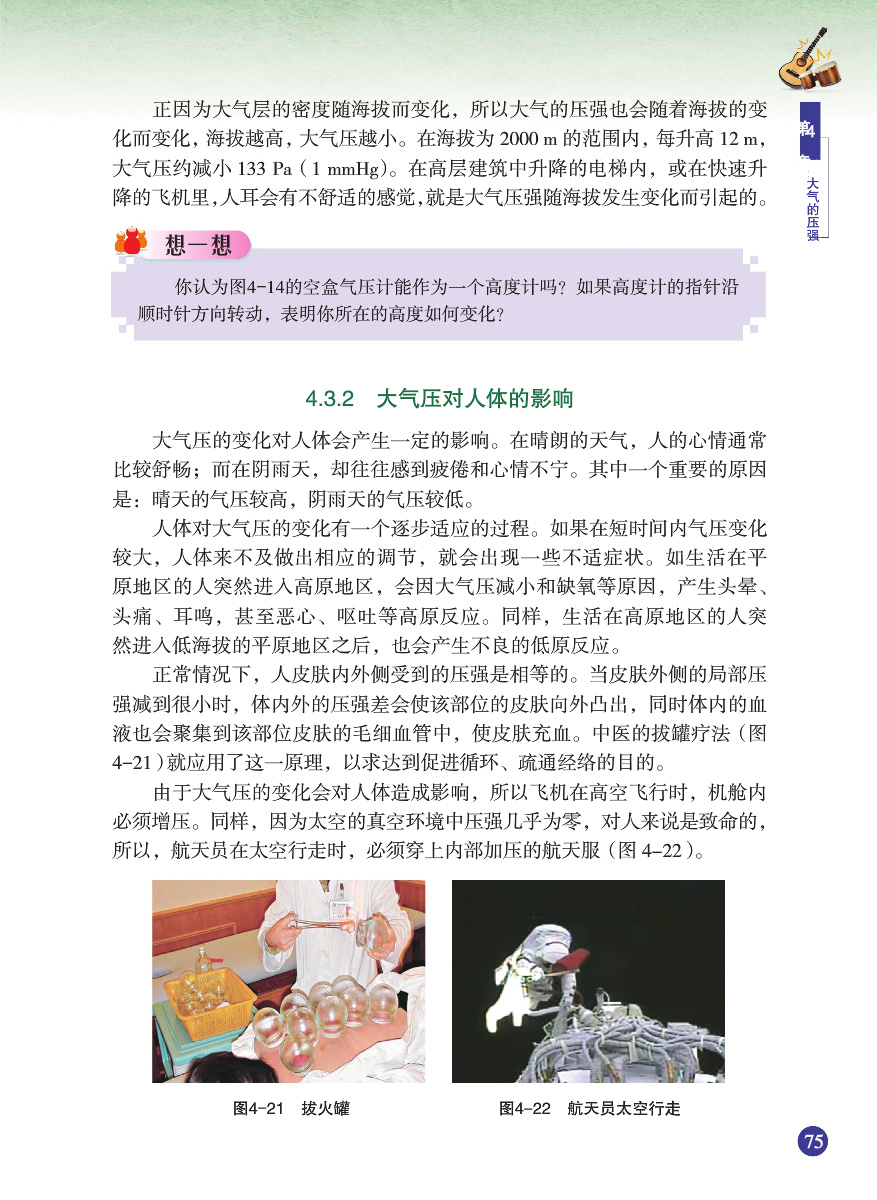 正因为大气层的密度随海拔而变化，所以大气的压强也会随着海拔的变
化而变化，海拔越高，大气压越小。在海拔为 2000 m 的范围内，每升高 12 m，
大气压约减小 133 Pa（1 mmHg）。在高层建筑中升降的电梯内，或在快速升
降的飞机里，人耳会有不舒适的感觉，就是大气压强随海拔发生变化而引起的。
第4
大气的压强
想一想
你认为图4-14的空盒气压计能作为一个高度计吗？如果高度计的指针沿
顺时针方向转动，表明你所在的高度如何变化？
4.3.2 大气压对人体的影响
大气压的变化对人体会产生一定的影响。在晴朗的天气，人的心情通常
比较舒畅；而在阴雨天，却往往感到疲倦和心情不宁。其中一个重要的原因
是：晴天的气压较高，阴雨天的气压较低。
人体对大气压的变化有一个逐步适应的过程。如果在短时间内气压变化
较大，人体来不及做出相应的调节，就会出现一些不适症状。如生活在平
原地区的人突然进入高原地区，会因大气压减小和缺氧等原因，产生头晕、
头痛、耳鸣，甚至恶心、呕吐等高原反应。同样，生活在高原地区的人突
然进入低海拔的平原地区之后，也会产生不良的低原反应。
正常情况下，人皮肤内外侧受到的压强是相等的。当皮肤外侧的局部压
强减到很小时，体内外的压强差会使该部位的皮肤向外凸出，同时体内的血
液也会聚集到该部位皮肤的毛细血管中，使皮肤充血。中医的拔罐疗法（图
4-21）就应用了这一原理，以求达到促进循环、疏通经络的目的。
由于大气压的变化会对人体造成影响，所以飞机在高空飞行时，机舱内
必须增压。同样，因为太空的真空环境中压强几乎为零，对人来说是致命的，
所以，航天员在太空行走时，必须穿上内部加压的航天服（图 4-22）。
图4-21 拔火罐
图4-22 航天员太空行走
75